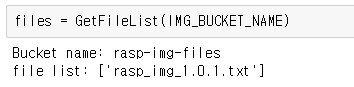 files = GetFileList(IMG_BUCKET_NAME)
Bucket name: rasp-img-files
file list: ['rasp_img_1.0.1.txt']